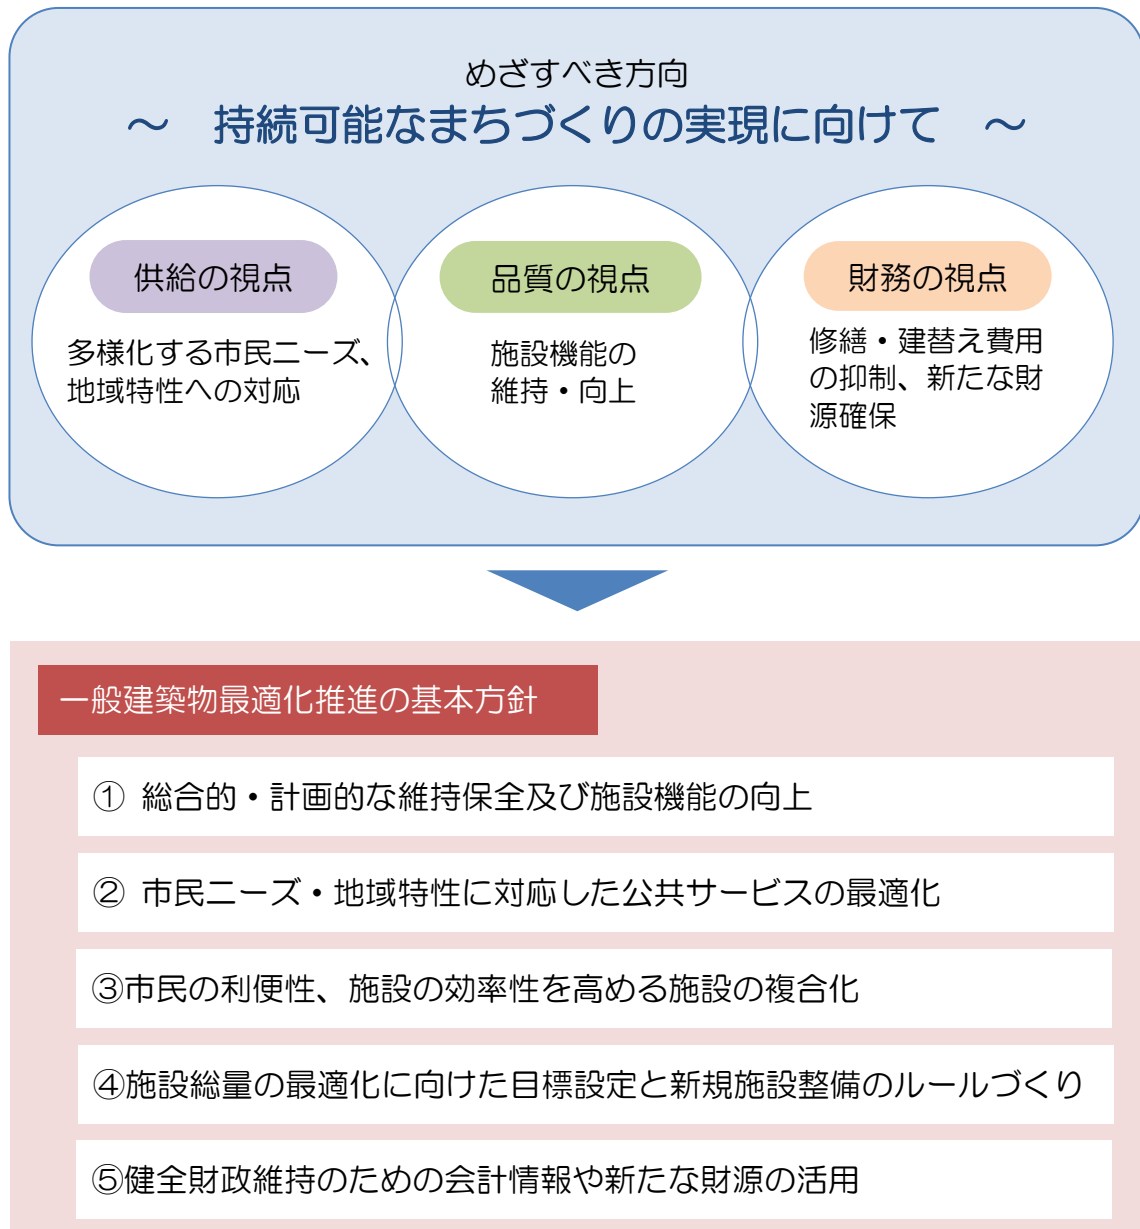 めざすべき方向
～ 持続可能なまちづくりの実現に向けて ～
供給の視点
多様化する市民ニーズ、
地域特性への対応
品質の視点
施設機能の
維持・向上
財務の視点
修繕・建替え費用
の抑制、新たな財
源確保
一般建築物最適化推進の基本方針
① 総合的・計画的な維持保全及び施設機能の向上
② 市民ニーズ・地域特性に対応した公共サービスの最適化
③市民の利便性、施設の効率性を高める施設の複合化
④施設総量の最適化に向けた目標設定と新規施設整備のルールづくり
⑤健全財政維持のための会計情報や新たな財源の活用